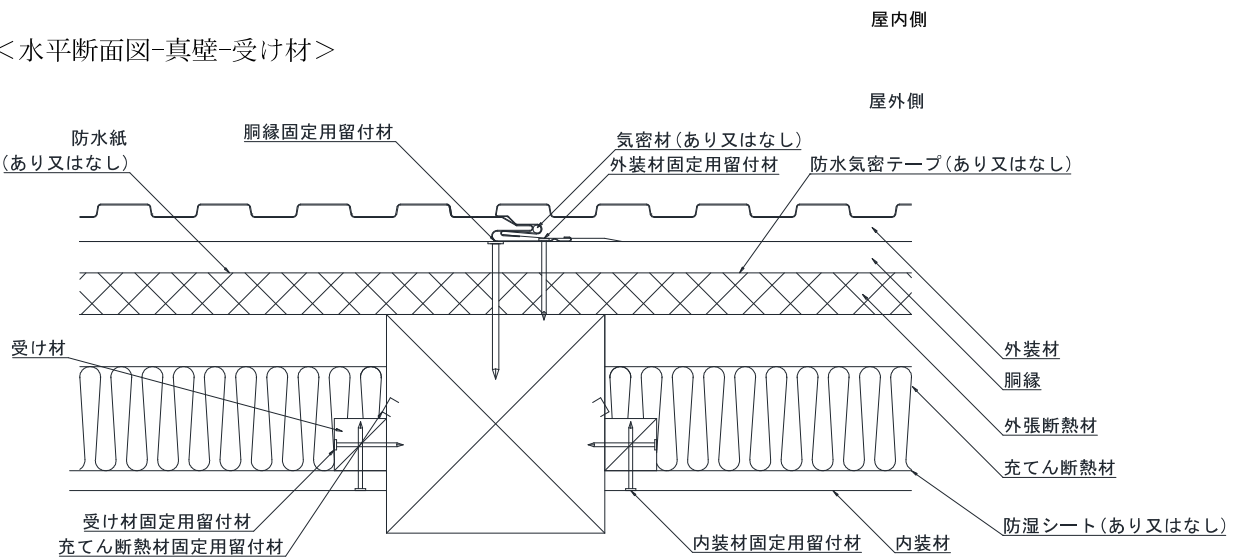 屋内側
＜水平断面図-真壁-受け材＞
屋外側
防水紙
(あり又はなし)
胴縁固定用留付材
気密材(あり又はなし)
外装材固定用留付材
防水気密テープ(あり又はなし)
受け材
外装材
胴縁
外張断熱材
充てん断熱材
防湿シート(あり又はなし)
受け材固定用留付材
充てん断熱材固定用留付材
内装材固定用留付材
内装材